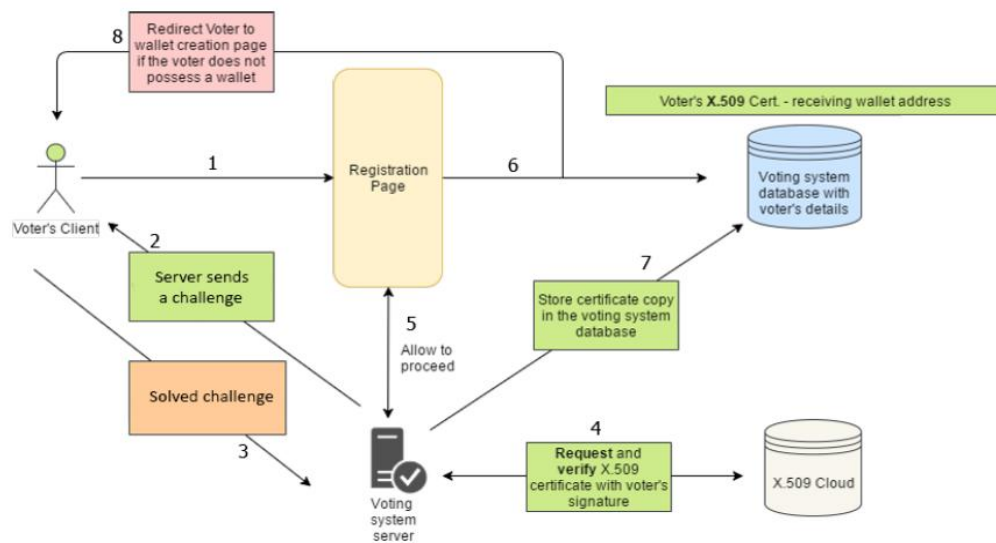 8
Redirect Voter to
wallet creation page
if the voter does not
possess a wallet
Voter's X.509 Cert. - receiving wallet address
1
Registration
Page
6
Voting system
database with
voter's details
Voter's Client
2
Server sends
a challenge
7
Store certificate copy
in the voting system
database
5
Allow to
proceed
Solved challenge
3
4
Request and
verify X.509
certificate with voter's
signature
X.509 Cloud
Voting
system
server